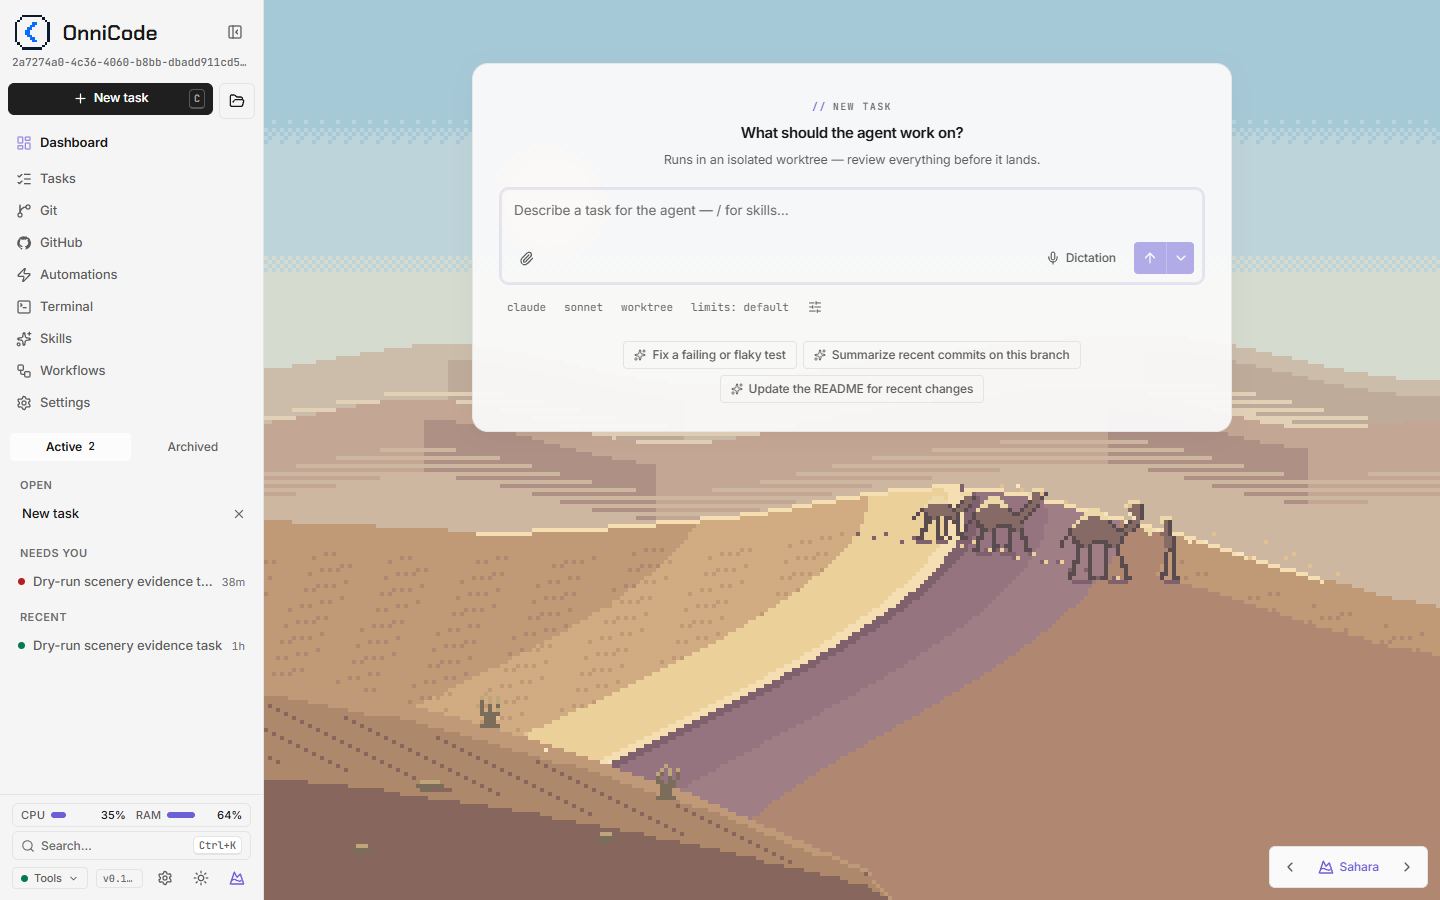 OnniCode
2a7274a0-4c36-4060-b8bb-dbadd911cd5…
New task C
Dashboard
Tasks
Git
GitHub
Automations
Terminal
Skills
Workflows
Settings
Active 2 Archived
OPEN
New task
NEEDS YOU
Dry-run scenery evidence t… 38m
RECENT
Dry-run scenery evidence task 1h
CPU 35% RAM 64%
Search... Ctrl+K
Tools v0.1…
// NEW TASK
What should the agent work on?
Runs in an isolated worktree — review everything before it lands.
Describe a task for the agent — / for skills...
Dictation
claude sonnet worktree limits: default
Fix a failing or flaky test Summarize recent commits on this branch
Update the README for recent changes
Sahara